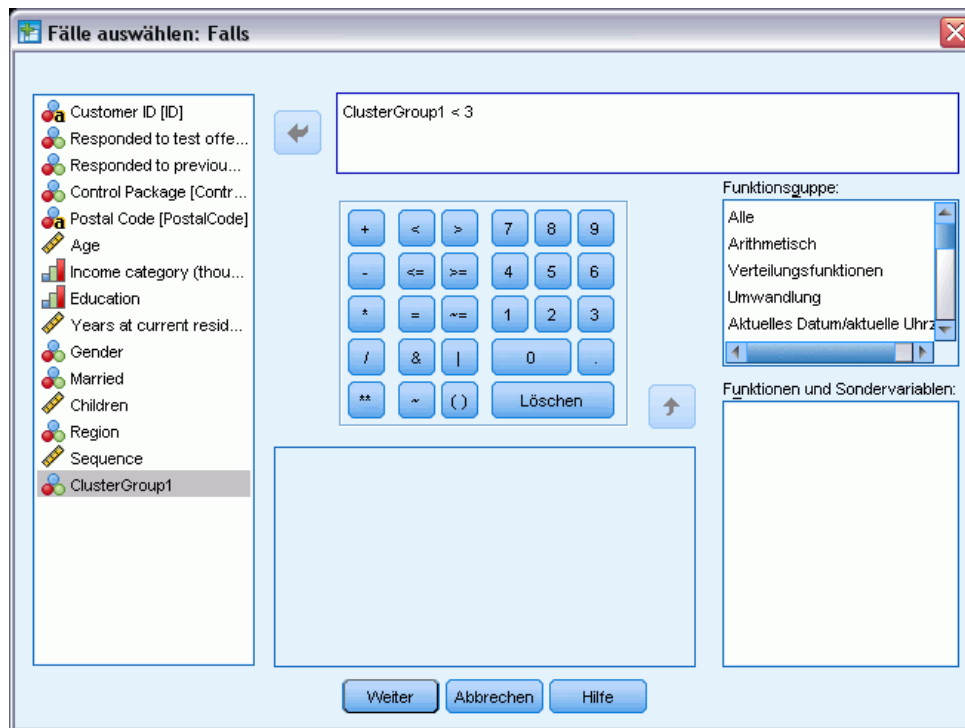 Fälle auswählen: Falls
Customer ID [ID]
Responded to test offe...
Responded to previou...
Control Package [Contr...
Postal Code [PostalCode]
Age
Income category (thou...
Education
Years at current resid...
Gender
Married
Children
Region
Sequence
ClusterGroup1
ClusterGroup1 < 3
+ < > 7 8 9
- <= >= 4 5 6
* = ~= 1 2 3
/ & | 0 .
** ~ ( ) Löschen
Funktionsguppe:
Alle
Arithmetisch
Verteilungsfunktionen
Umwandlung
Aktuelles Datum/aktuelle Uhrz
Funktionen und Sondervariablen:
Weiter Abbrechen Hilfe